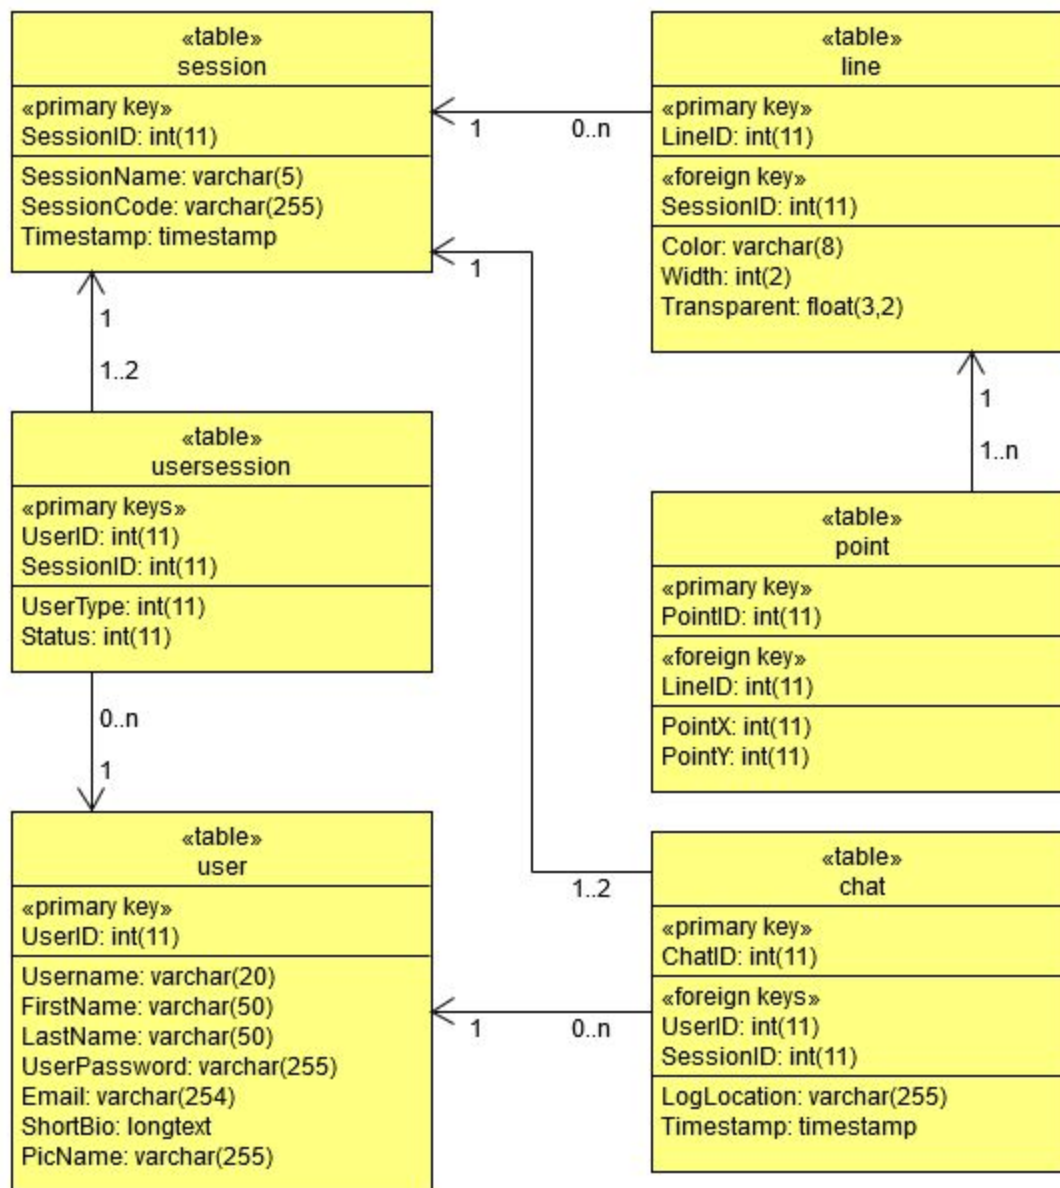 «table»
session
«primary key»
SessionID: int(11)
SessionName: varchar(5)
SessionCode: varchar(255)
Timestamp: timestamp
1
0..n
1
1
1..2
«table»
line
«primary key»
LineID: int(11)
«foreign key»
SessionID: int(11)
Color: varchar(8)
Width: int(2)
Transparent: float(3,2)
1
1..n
«table»
usersession
«primary keys»
UserID: int(11)
SessionID: int(11)
UserType: int(11)
Status: int(11)
0..n
1
«table»
point
«primary key»
PointID: int(11)
«foreign key»
LineID: int(11)
PointX: int(11)
PointY: int(11)
«table»
user
«primary key»
UserID: int(11)
Username: varchar(20)
FirstName: varchar(50)
LastName: varchar(50)
UserPassword: varchar(255)
Email: varchar(254)
ShortBio: longtext
PicName: varchar(255)
1..2
1
0..n
«table»
chat
«primary key»
ChatID: int(11)
«foreign keys»
UserID: int(11)
SessionID: int(11)
LogLocation: varchar(255)
Timestamp: timestamp